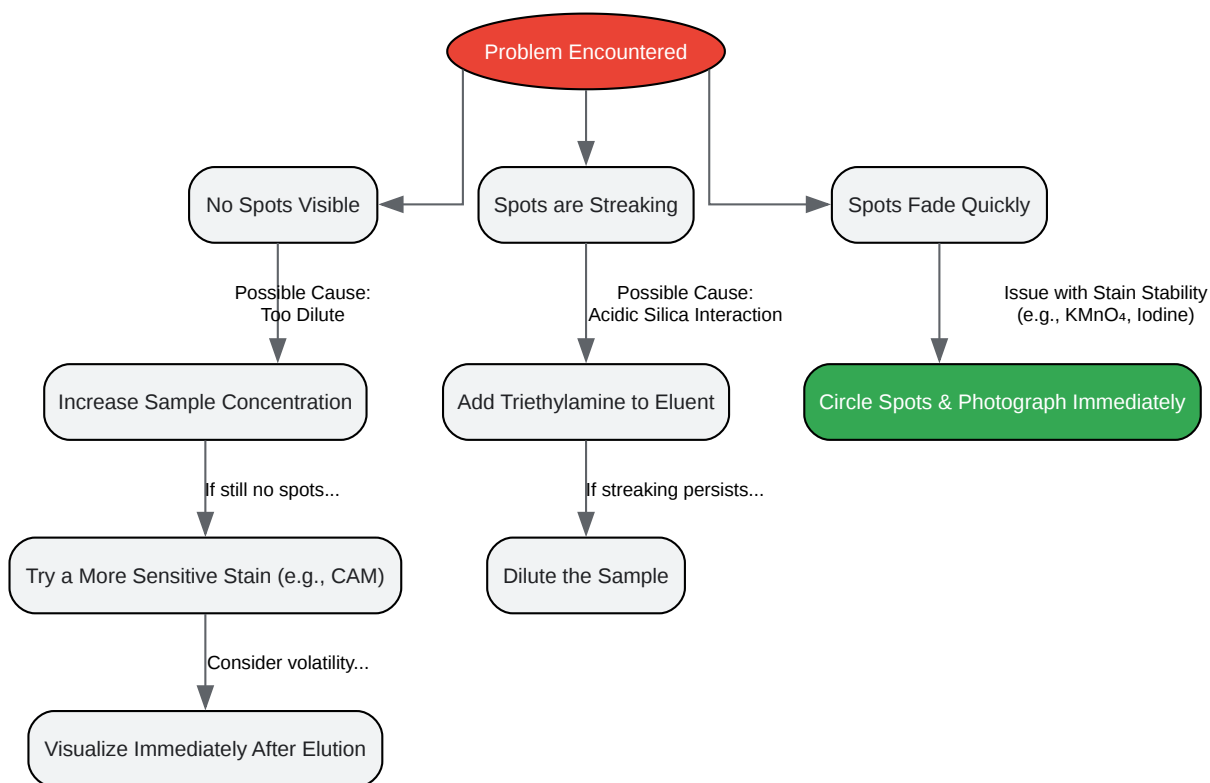 Problem Encountered
No Spots Visible
Spots are Streaking
Spots Fade Quickly
Possible Cause:
Too Dilute
Possible Cause:
Acidic Silica Interaction
Issue with Stain Stability
(e.g., KMnO₄, Iodine)
Increase Sample Concentration
Add Triethylamine to Eluent
Circle Spots & Photograph Immediately
If still no spots...
If streaking persists...
Try a More Sensitive Stain (e.g., CAM)
Dilute the Sample
Consider volatility...
Visualize Immediately After Elution